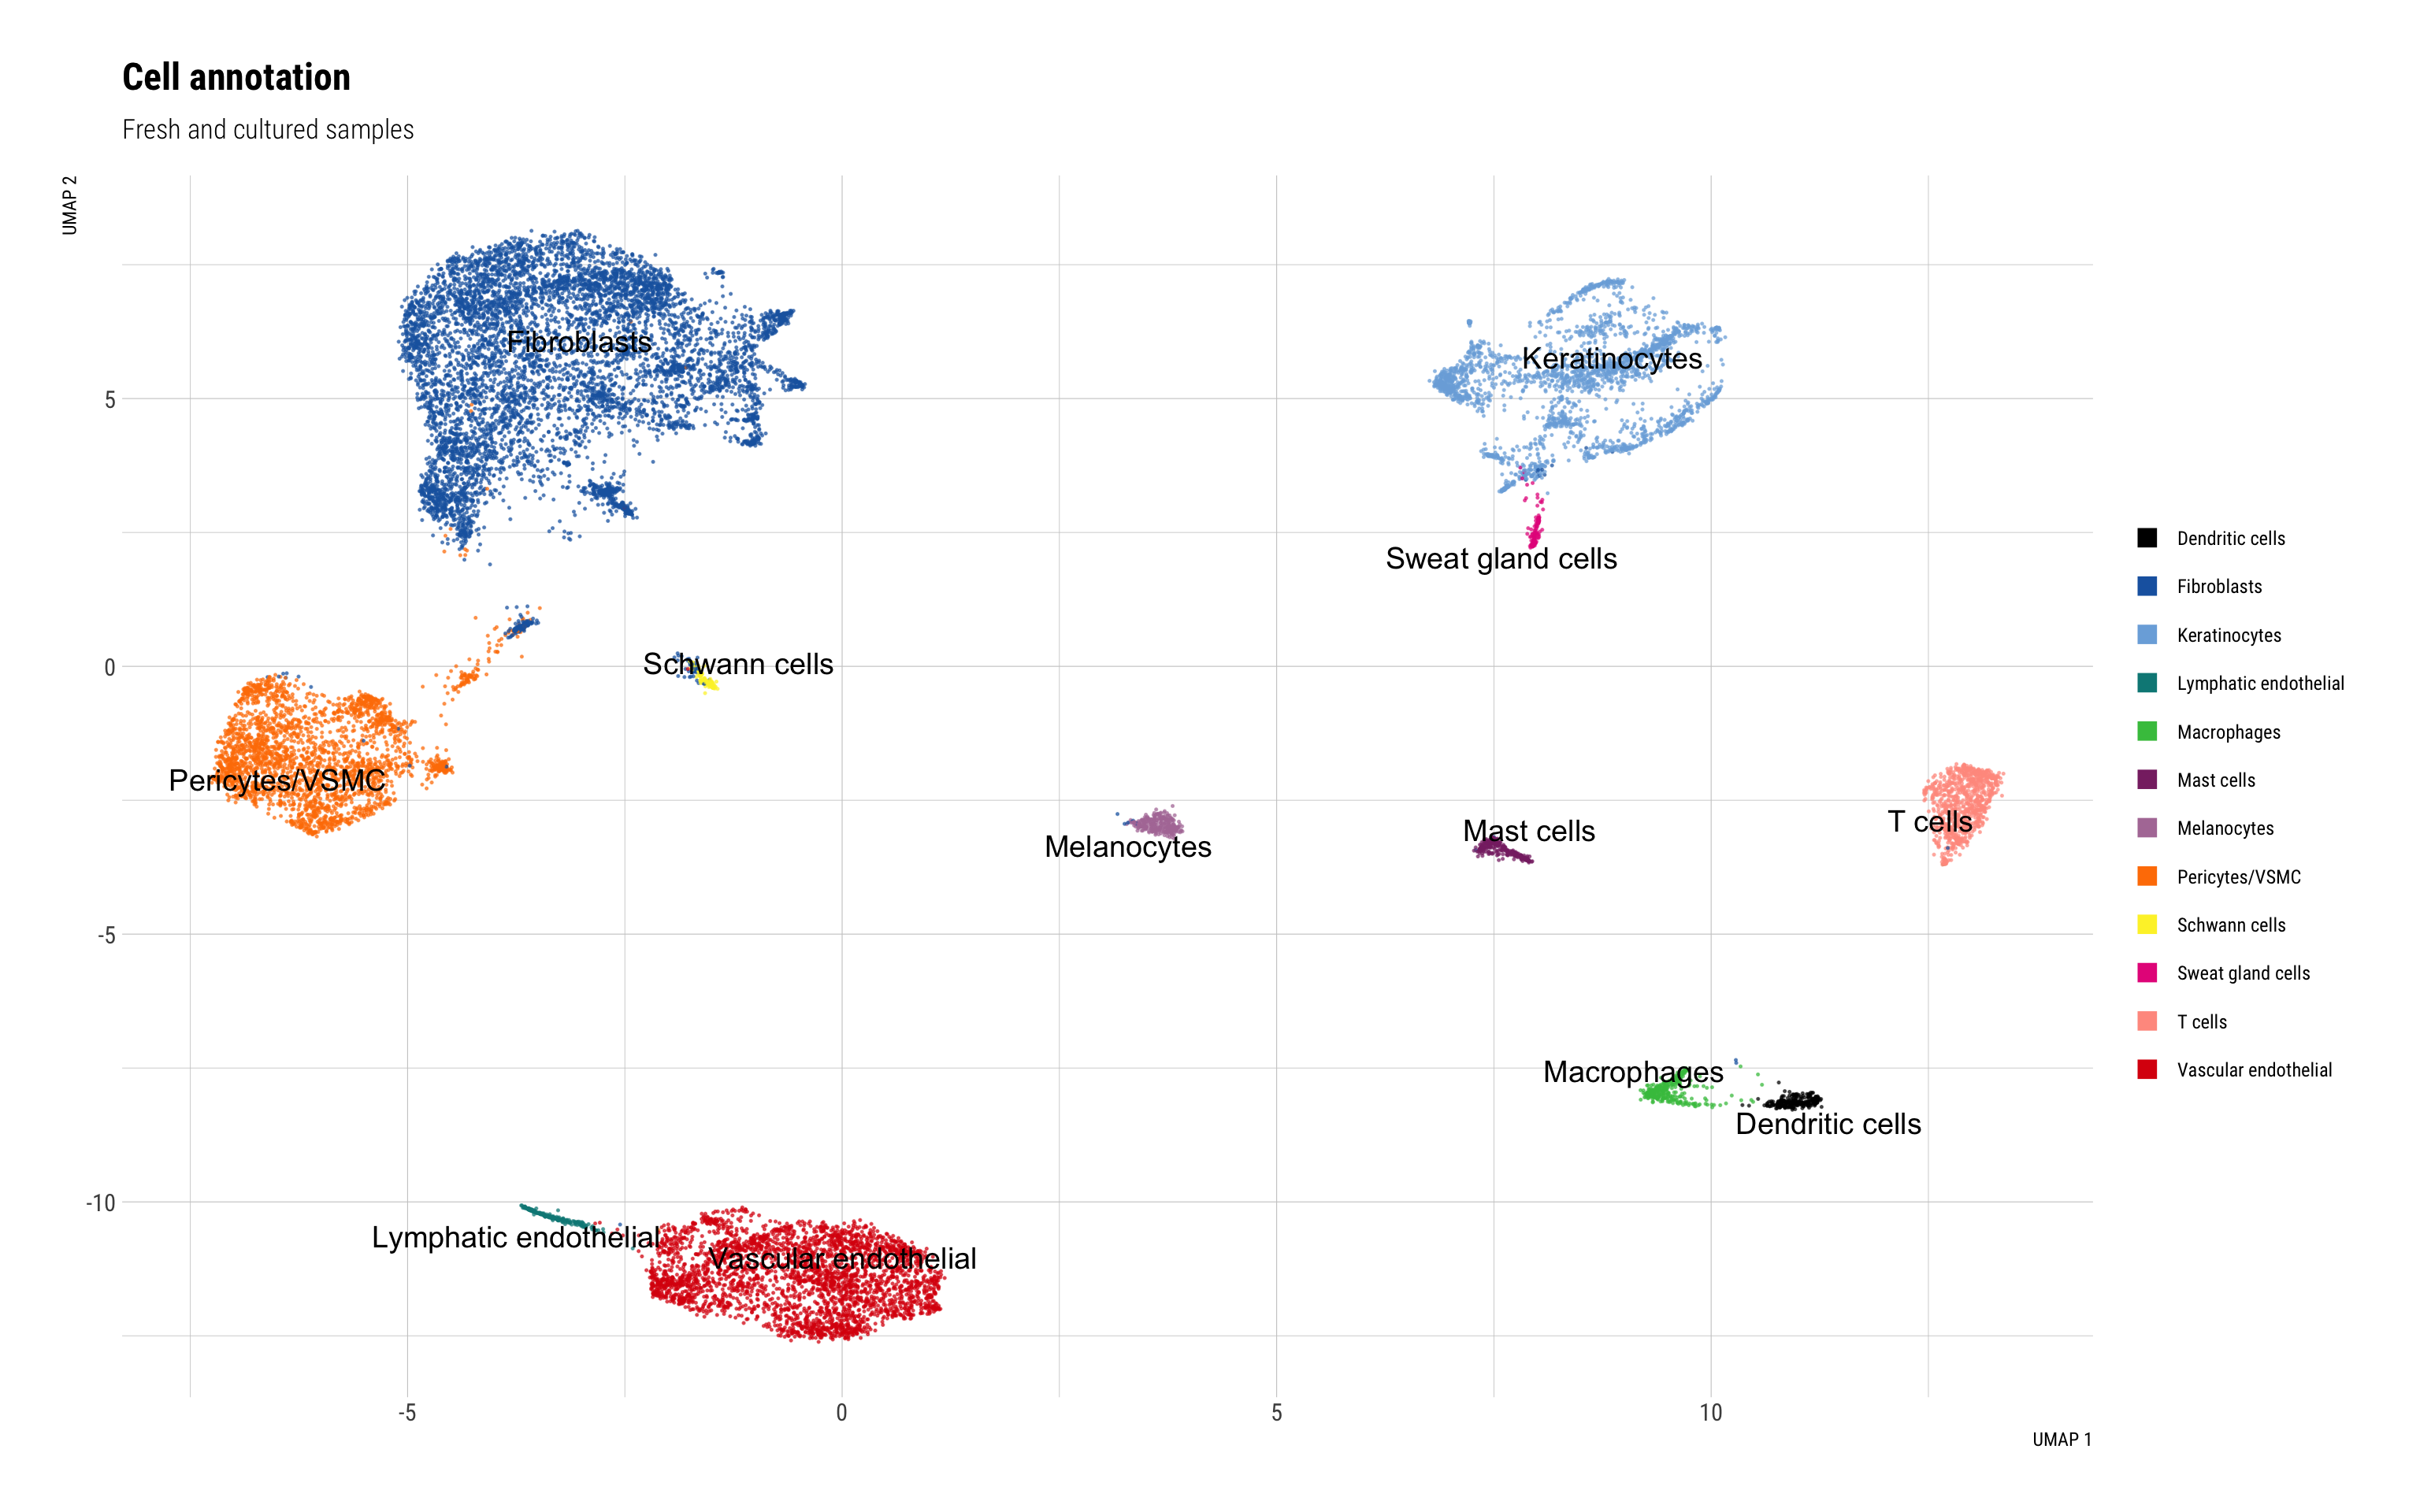 Cell annotation
Fresh and cultured samples
UMAP 2
Fibroblasts
Keratinocytes
5
Sweat gland cells
Dendritic cells
Fibroblasts
Keratinocytes
0
Schwann cells
Lymphatic endothelial
Macrophages
Pericytes/VSMC
Mast cells
T cells
Mast cells
Melanocytes
Melanocytes
Pericytes/VSMC
-5
Schwann cells
Sweat gland cells
T cells
Macrophages
Vascular endothelial
Dendritic cells
-10
Lymphatic endothelial
Vascular endothelial
-5
0
5
10
UMAP 1